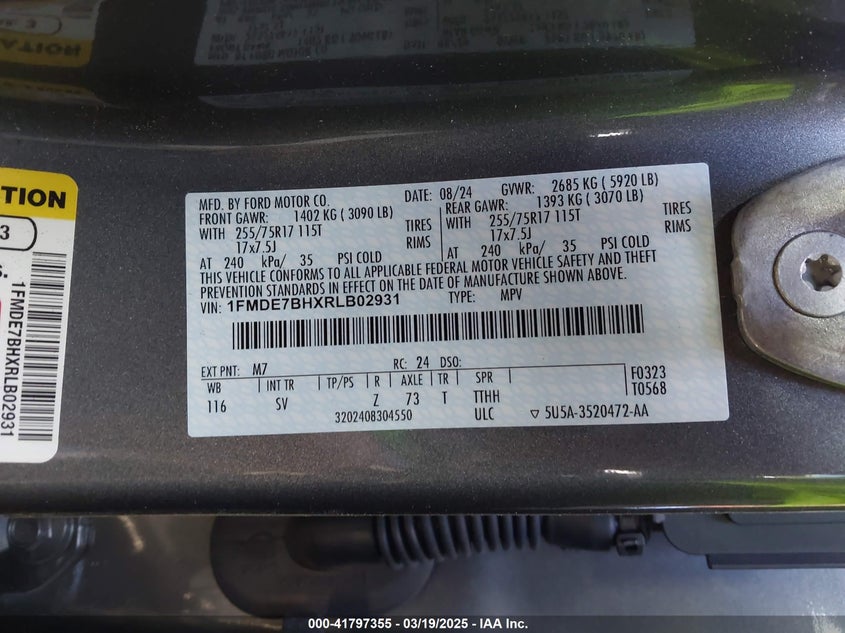 MFD. BY FORD MOTOR CO. DATE: 08/24 GVWR: 2685 KG ( 5920 LB)
FRONT GAWR: 1402 KG ( 3090 LB) REAR GAWR: 1393 KG ( 3070 LB)
WITH 255/75R17 115T TIRES WITH 255/75R17 115T TIRES
17x7.5J RIMS 17x7.5J RIMS
AT 240 kPa/ 35 PSI COLD AT 240 kPa/ 35 PSI COLD
THIS VEHICLE CONFORMS TO ALL APPLICABLE FEDERAL MOTOR VEHICLE SAFETY AND THEFT
PREVENTION STANDARDS IN EFFECT ON THE DATE OF MANUFACTURE SHOWN ABOVE.
VIN: 1FMDE7BHXRLB02931 TYPE: MPV
EXT PNT: M7 RC: 24 DSO:
WB INT TR TP/PS R AXLE TR SPR F0323
116 SV Z 73 T TTHH T0568
3202408304550 ULC ▽ 5U5A-3520472-AA
TION
3
1FMDE7BHXRLB02931
000-41797355 — 03/19/2025 — IAA Inc.